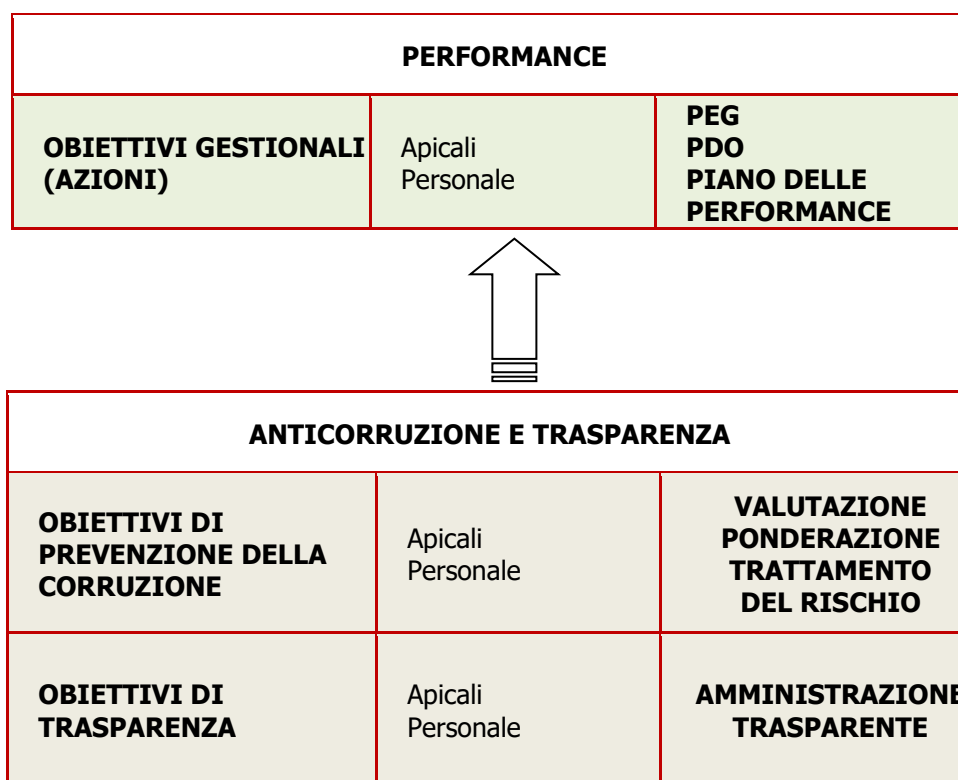 PERFORMANCE
OBIETTIVI GESTIONALI
(AZIONI)
Apicali
Personale
PEG
PDO
PIANO DELLE
PERFORMANCE
ANTICORRUZIONE E TRASPARENZA
OBIETTIVI DI
PREVENZIONE DELLA
CORRUZIONE
Apicali
Personale
VALUTAZIONE
PONDERAZIONE
TRATTAMENTO
DEL RISCHIO
OBIETTIVI DI
TRASPARENZA
Apicali
Personale
AMMINISTRAZIONE
TRASPARENTE